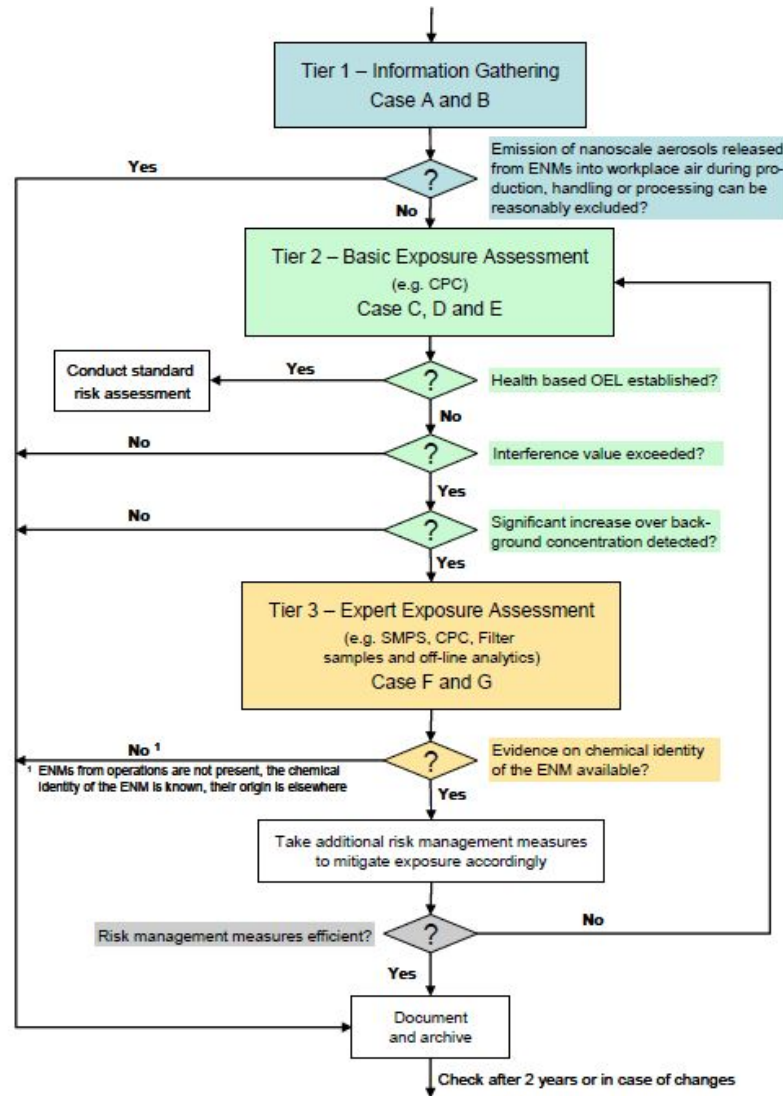 Tier 1 – Information Gathering
Case A and B
Yes
?
Emission of nanoscale aerosols released
from ENMs into workplace air during pro-
duction, handling or processing can be
reasonably excluded?
No
Tier 2 – Basic Exposure Assessment
(e.g. CPC)
Case C, D and E
Conduct standard
risk assessment
Yes
?
Health based OEL established?
No
No
?
Interference value exceeded?
Yes
No
?
Significant increase over back-
ground concentration detected?
Yes
Tier 3 – Expert Exposure Assessment
(e.g. SMPS, CPC, Filter
samples and off-line analytics)
Case F and G
No 1
?
Evidence on chemical identity
of the ENM available?
1 ENMs from operations are not present, the chemical
identity of the ENM is known, their origin is elsewhere
Yes
Take additional risk management measures
to mitigate exposure accordingly
Risk management measures efficient?
?
No
Yes
Document
and archive
Check after 2 years or in case of changes